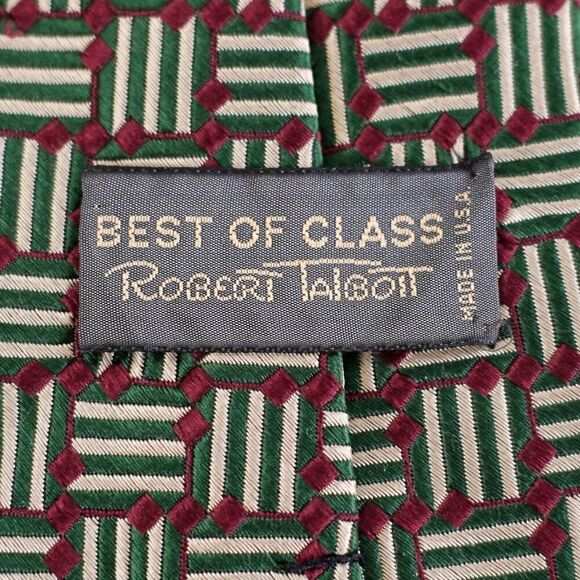 BEST OF CLASS
ROBERT TALBOTT
MADE IN U.S.A.